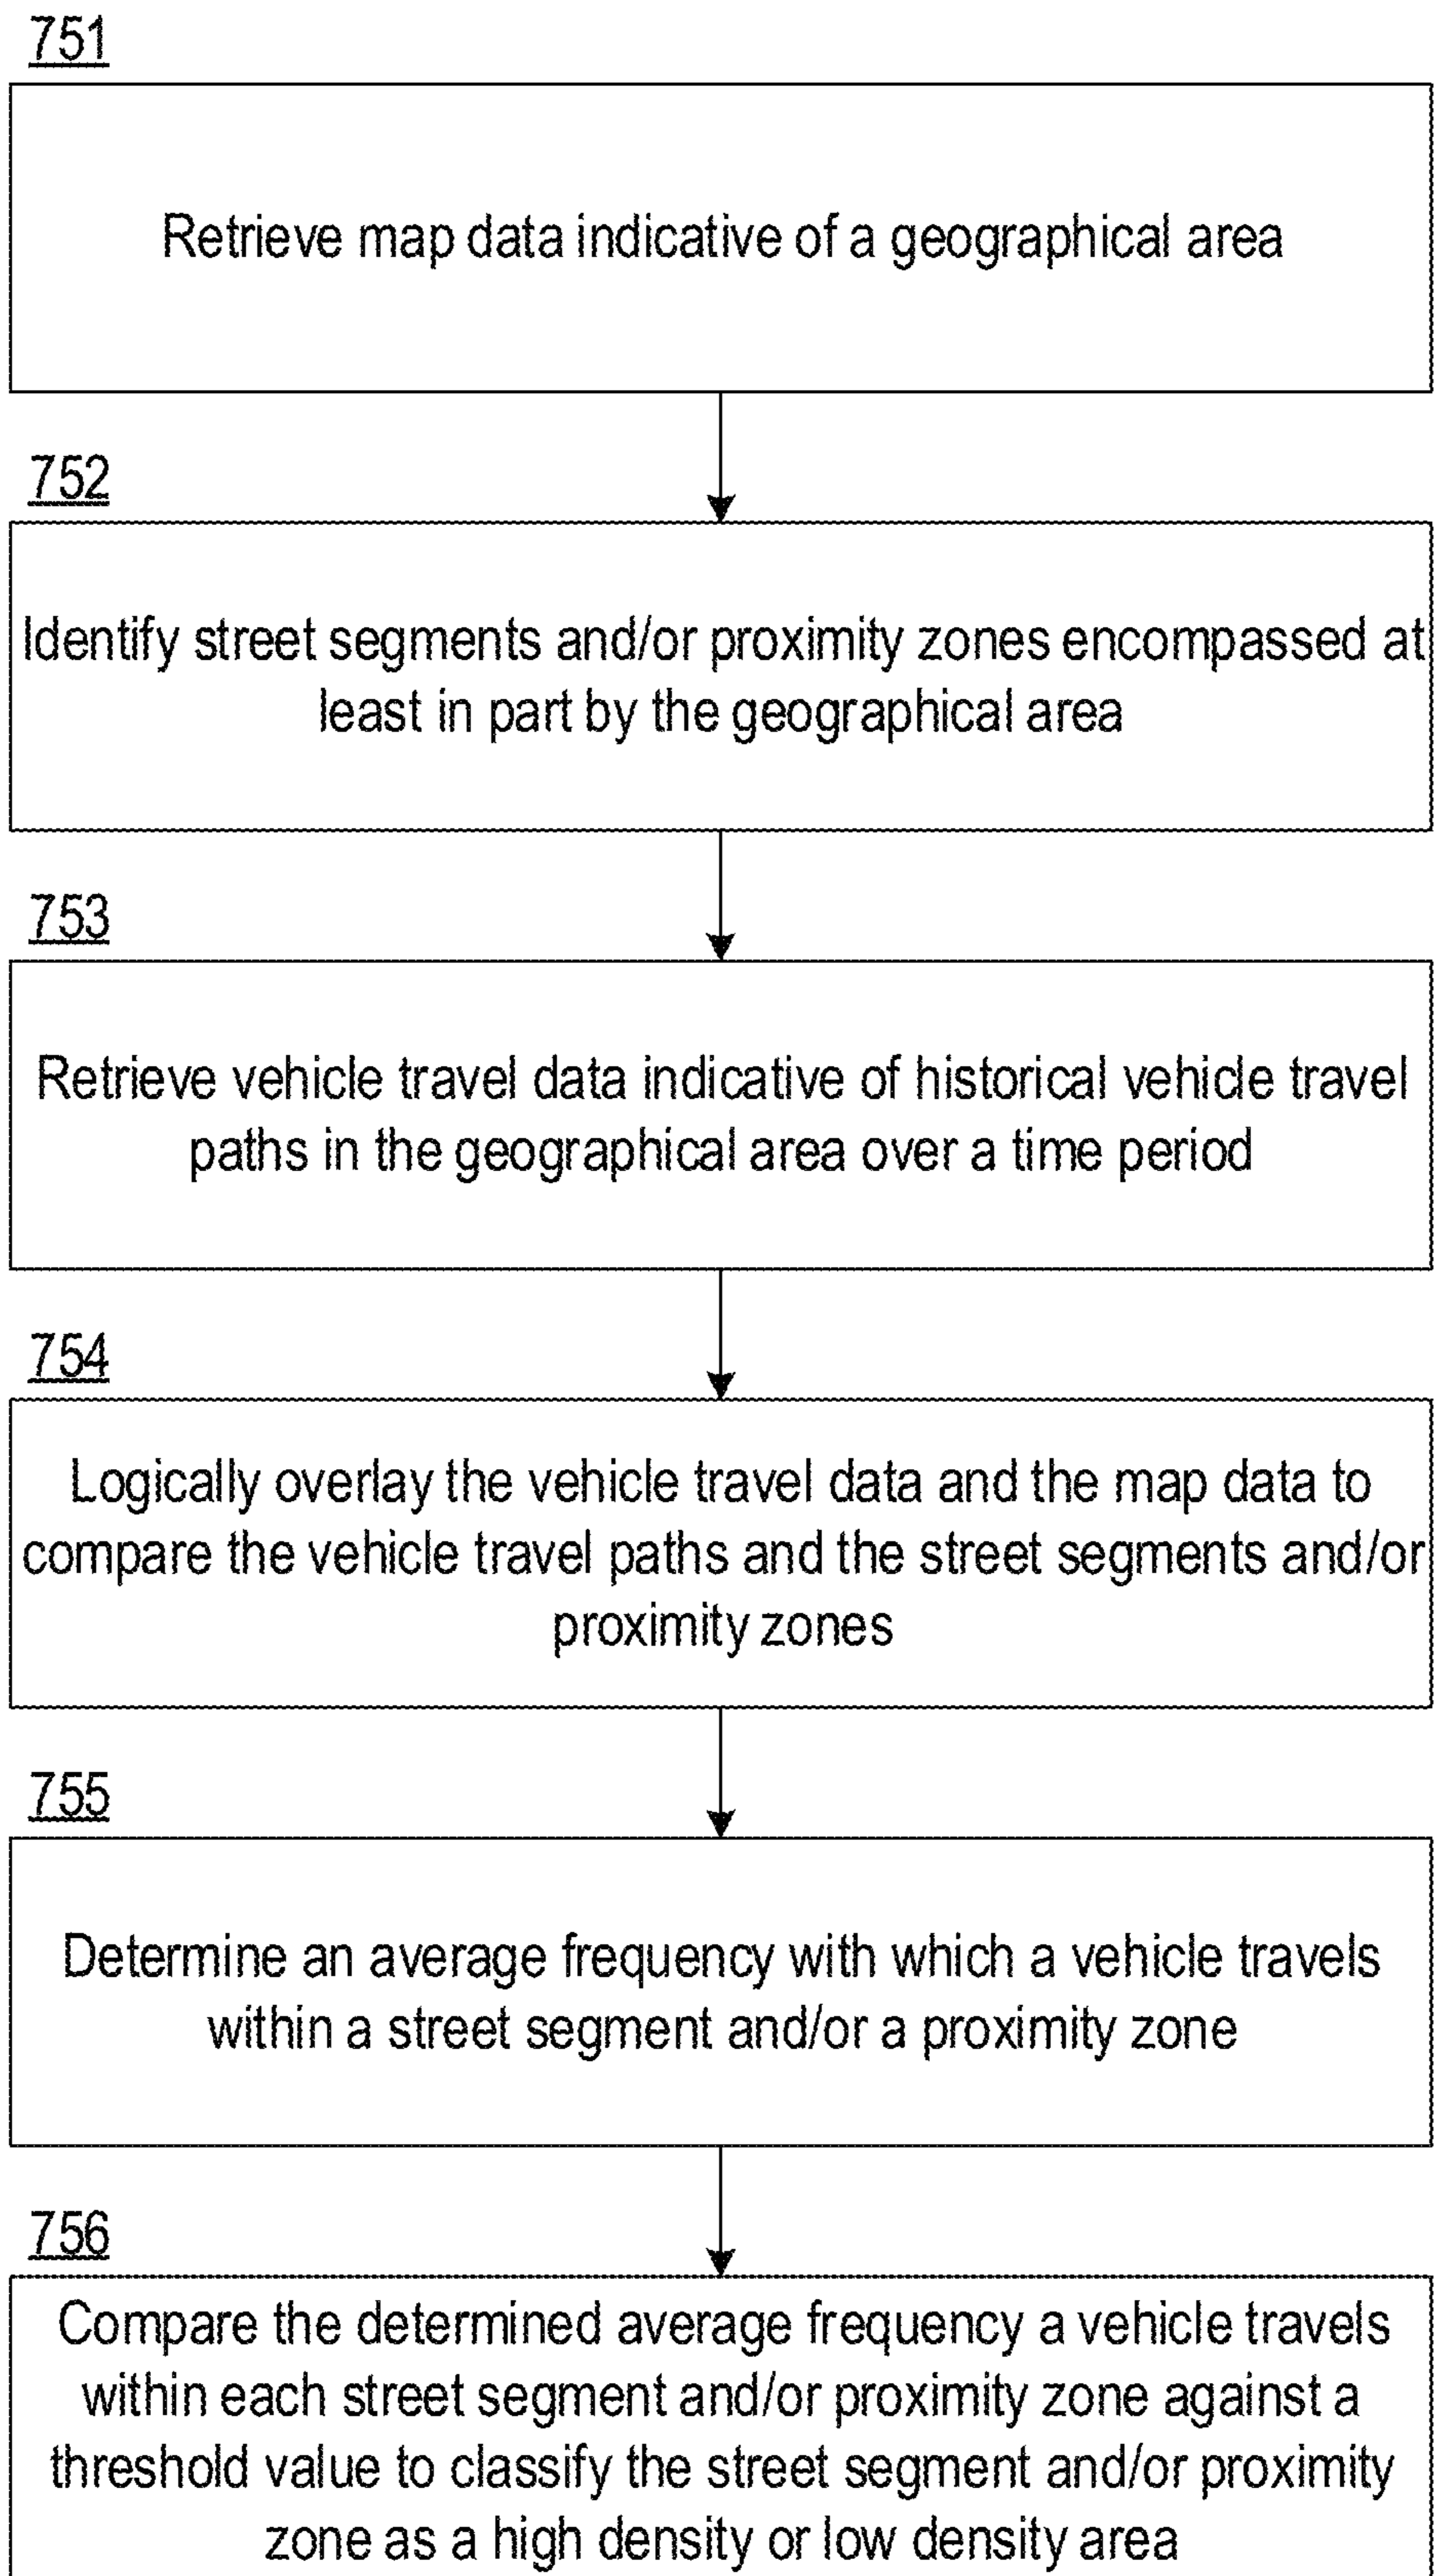 751
Retrieve map data indicative of a geographical area
752
Identify street segments and/or proximity zones encompassed at
least in part by the geographical area
753
Retrieve vehicle travel data indicative of historical vehicle travel
paths in the geographical area over a time period
754
Logically overlay the vehicle travel data and the map data to
compare the vehicle travel paths and the street segments and/or
proximity zones
755
Determine an average frequency with which a vehicle travels
within a street segment and/or a proximity zone
756
Compare the determined average frequency a vehicle travels
within each street segment and/or proximity zone against a
threshold value to classify the street segment and/or proximity
zone as a high density or low density area